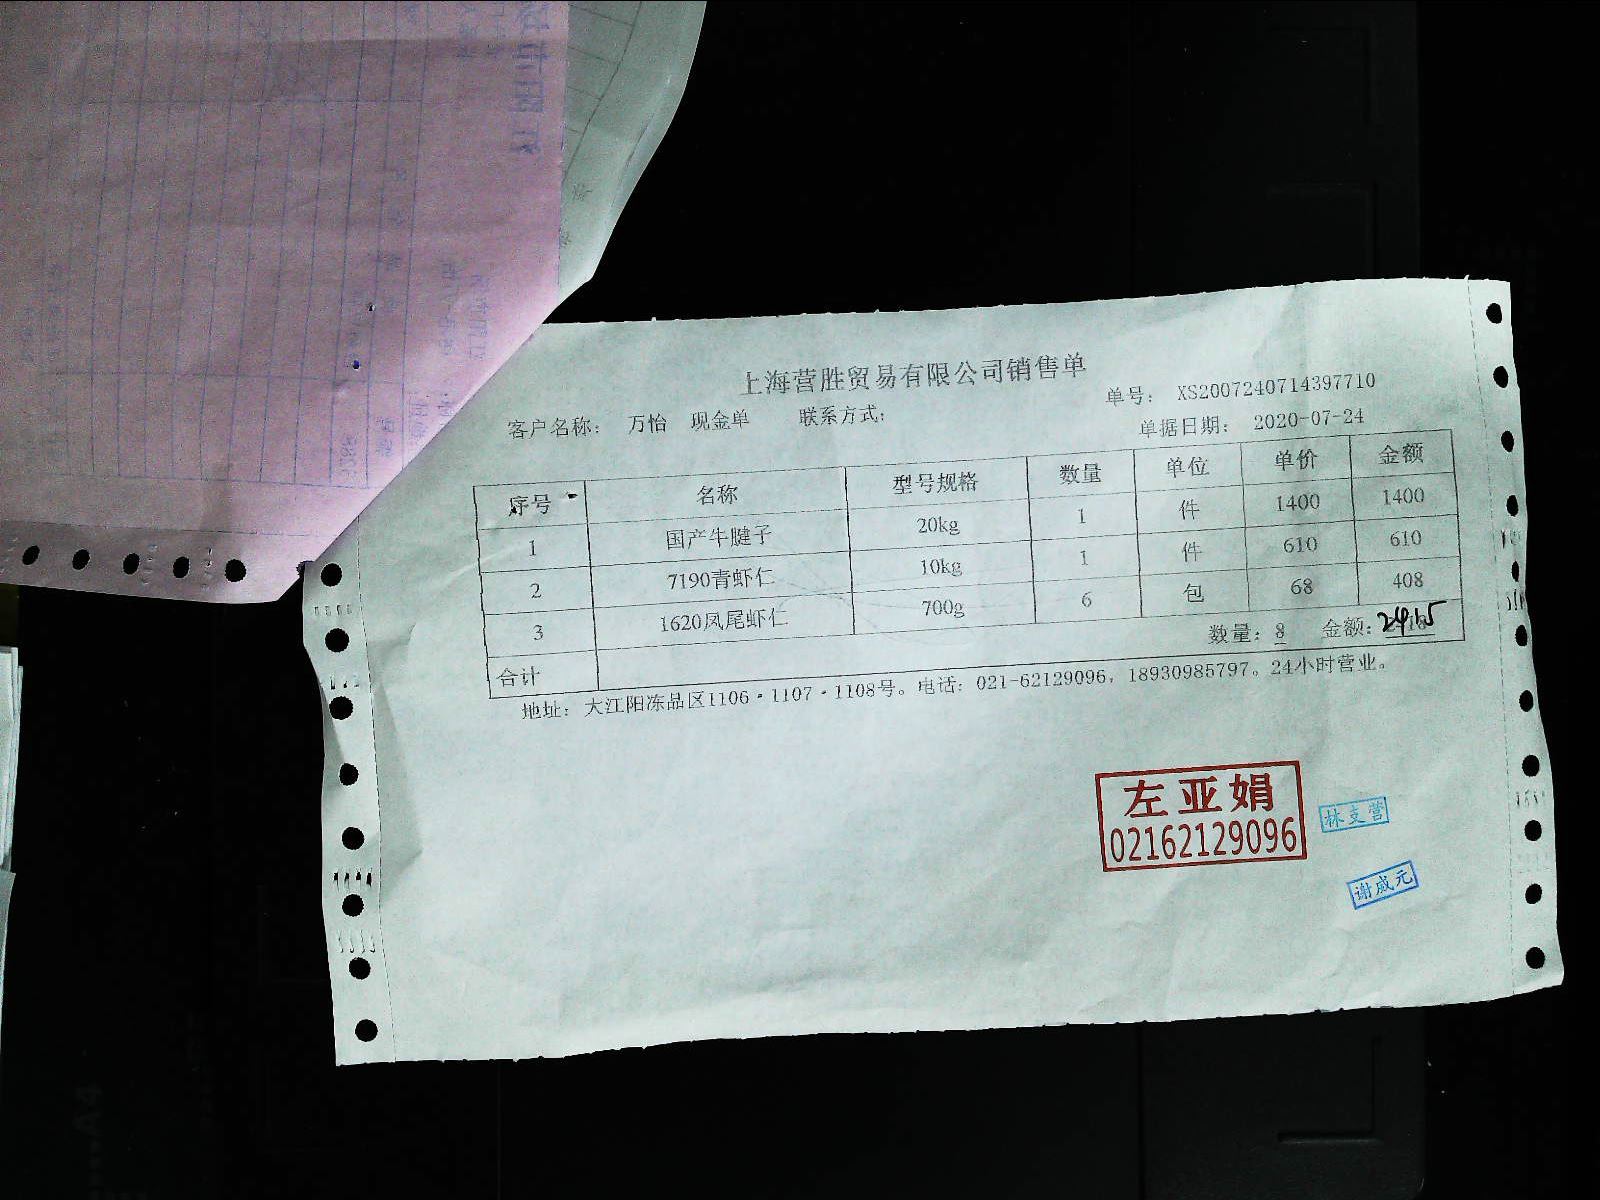 上海营胜贸易有限公司销售单
单号： XS2007240714397710
客户名称： 万怡 现金单 联系方式：
单据日期： 2020-07-24
序号 名称 型号规格 数量 单位 单价 金额
1 国产牛腱子 20kg 1 件 1400 1400
2 7190青虾仁 10kg 1 件 610 610
3 1620凤尾虾仁 700g 6 包 68 408
合计 数量：8 金额：2415
地址：大江阳冻品区1106·1107·1108号。电话：021-62129096，18930985797。24小时营业。
左亚娟
02162129096
林支营
谢威元